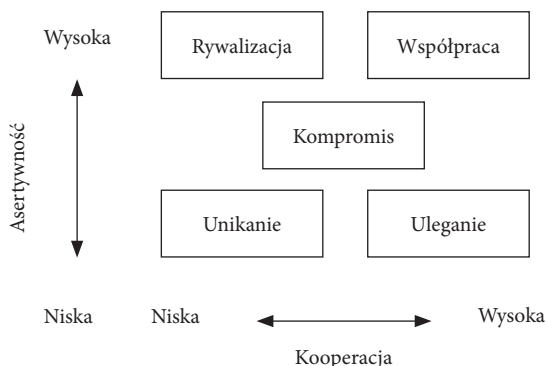 Wysoka
Rywalizacja
Współpraca
Asertywność
Kompromis
Unikanie
Uleganie
Niska
Niska
Wysoka
Kooperacja